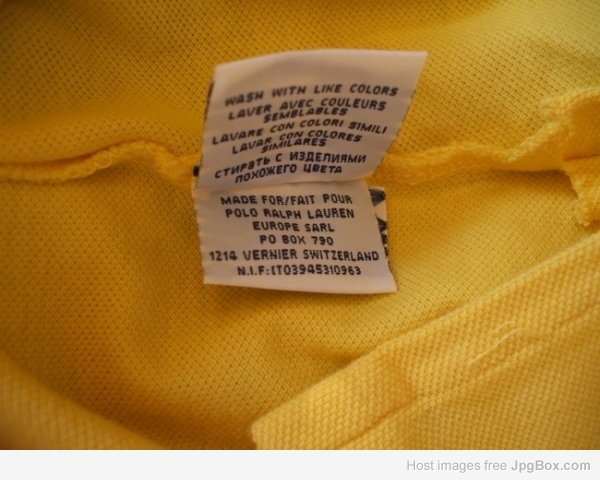 WASH WITH LIKE COLORS
LAVER AVEC COULEURS
SEMBLABLES
LAVARE CON COLORI SIMILI
LAVAR CON COLORES
SIMILARES
СТИРАТЬ С ИЗДЕЛИЯМИ
ПОХОЖЕГО ЦВЕТА
MADE FOR/FAIT POUR
POLO RALPH LAUREN
EUROPE SARL
PO BOX 790
1214 VERNIER SWITZERLAND
N.I.F:IT03945310963
Host images free JpgBox.com